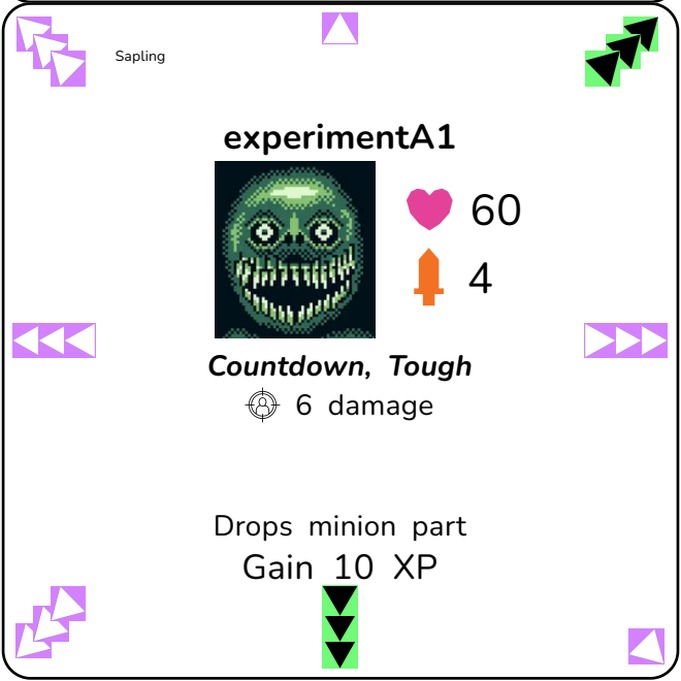 Sapling
experimentA1
60
4
Countdown, Tough
6 damage
Drops minion part
Gain 10 XP